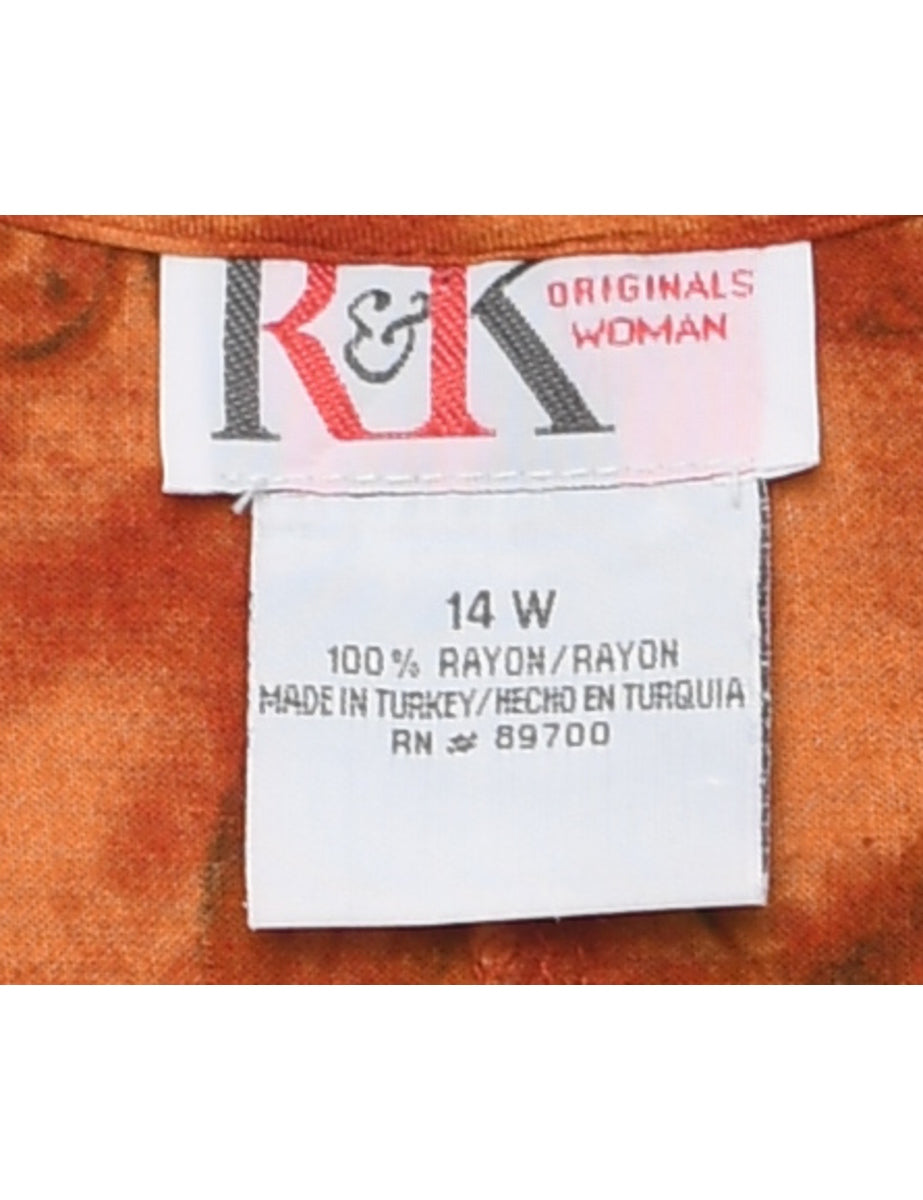 R&K ORIGINALS
WOMAN
14 W
100% RAYON/RAYON
MADE IN TURKEY/HECHO EN TURQUIA
RN # 89700